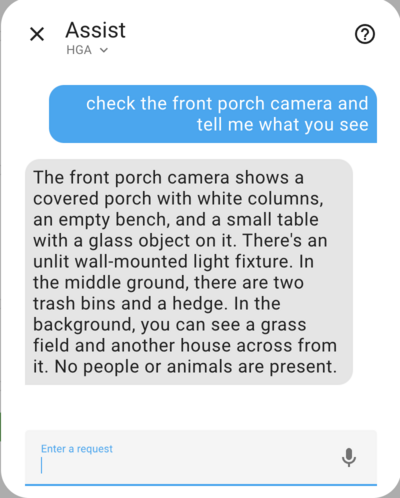 Assist
HGA
check the front porch camera and
tell me what you see
The front porch camera shows a
covered porch with white columns,
an empty bench, and a small table
with a glass object on it. There's an
unlit wall-mounted light fixture. In
the middle ground, there are two
trash bins and a hedge. In the
background, you can see a grass
field and another house across from
it. No people or animals are present.
Enter a request